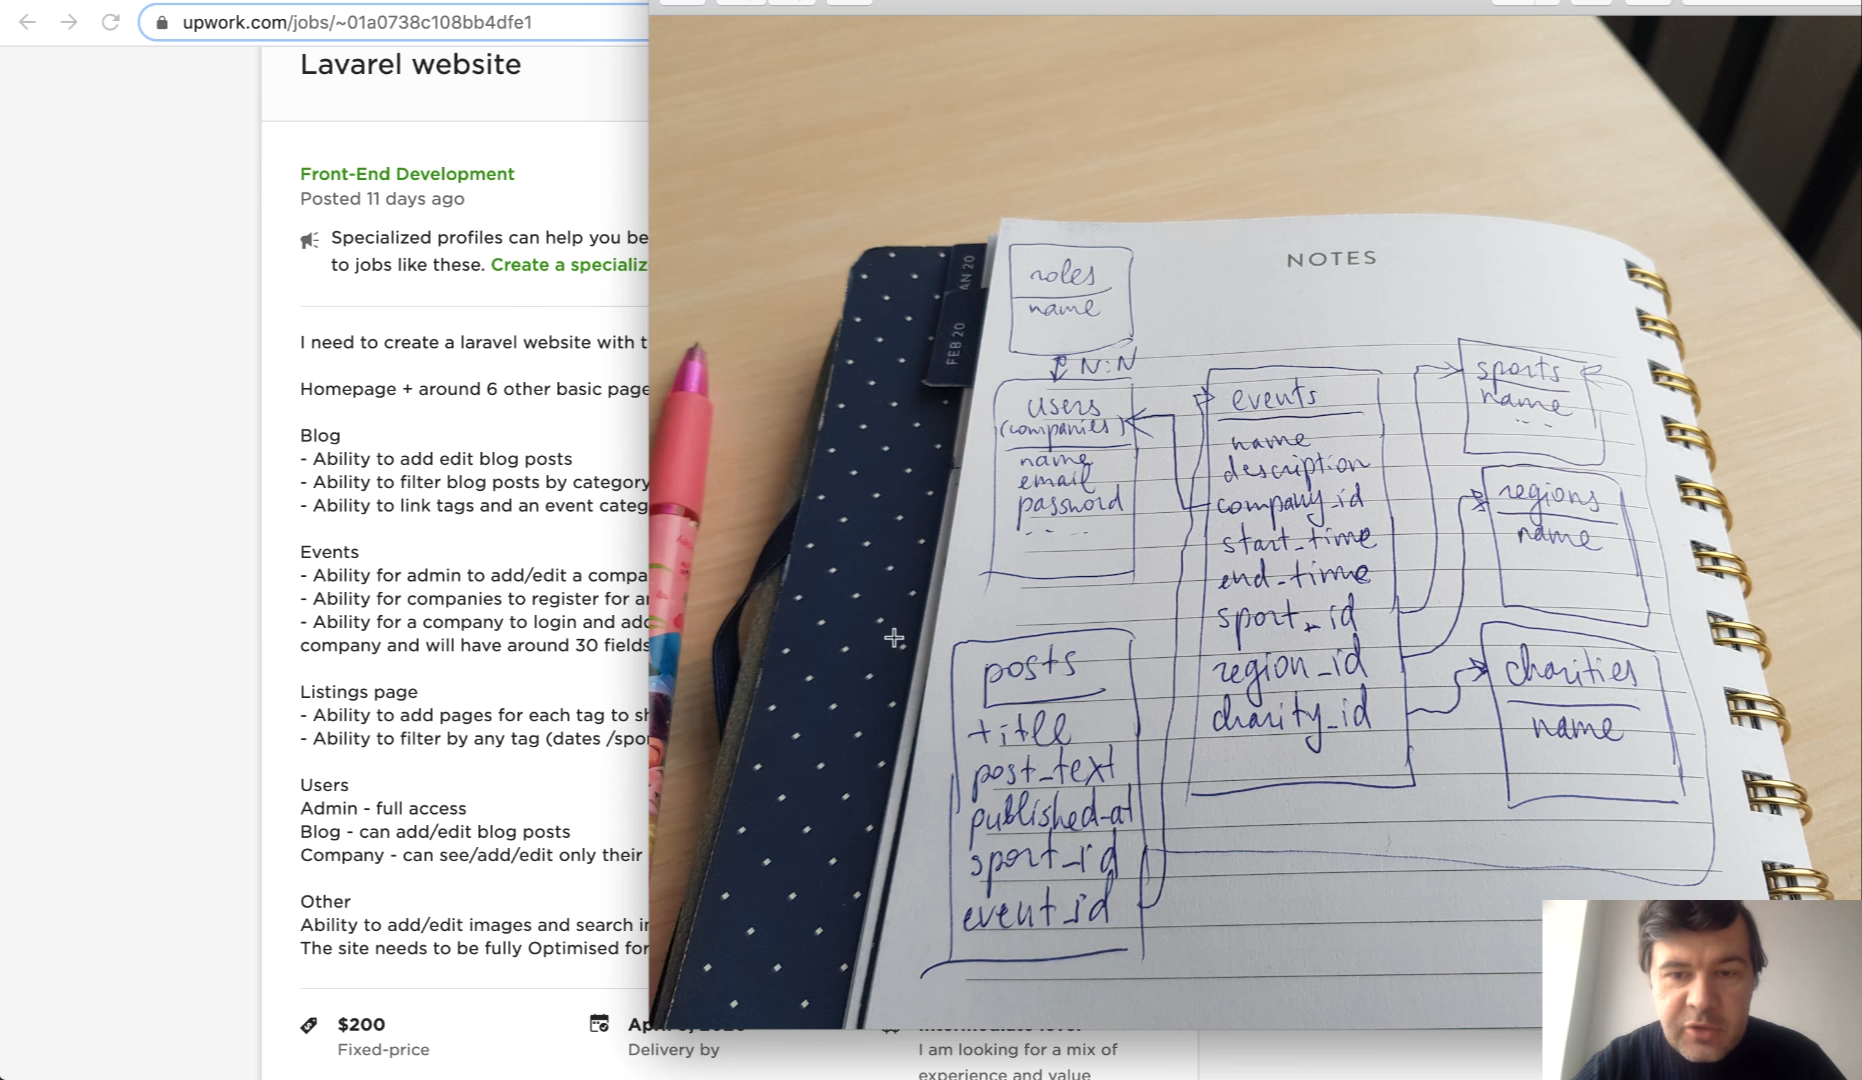 upwork.com/jobs/~01a0738c108bb4dfe1
Lavarel website
Front-End Development
Posted 11 days ago
Specialized profiles can help you be
to jobs like these. Create a specializ
I need to create a laravel website with t
Homepage + around 6 other basic page
Blog
- Ability to add edit blog posts
- Ability to filter blog posts by category
- Ability to link tags and an event categ
Events
- Ability for admin to add/edit a compa
- Ability for companies to register for a
- Ability for a company to login and add
company and will have around 30 fields
Listings page
- Ability to add pages for each tag to sh
- Ability to filter by any tag (dates /spo
Users
Admin - full access
Blog - can add/edit blog posts
Company - can see/add/edit only their
Other
Ability to add/edit images and search in
The site needs to be fully Optimised for
$200
Fixed-price
Delivery by
I am looking for a mix of
experience and value
AN 20
FEB 20
NOTES
roles
name
N:N
users
(companies)
name
email
password
...
posts
title
post_text
published_at
sport_id
event_id
events
name
description
company_id
start_time
end_time
sport_id
region_id
charity_id
sports
name
...
regions
name
charities
name